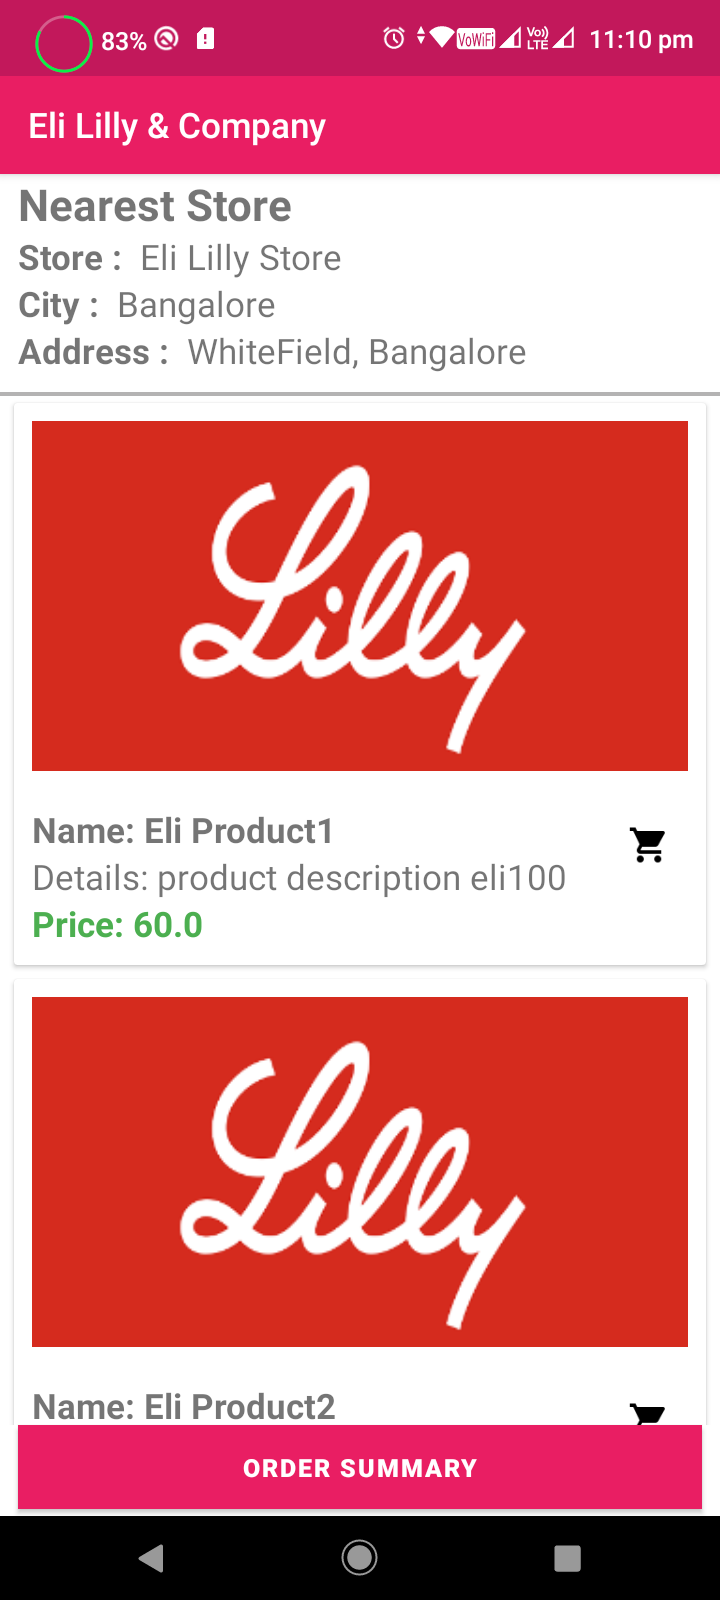 83%
VoWiFi
Vo))
LTE
11:10 pm
Eli Lilly & Company
Nearest Store
Store : Eli Lilly Store
City : Bangalore
Address : WhiteField, Bangalore
Lilly
Name: Eli Product1
Details: product description eli100
Price: 60.0
Lilly
Name: Eli Product2
ORDER SUMMARY